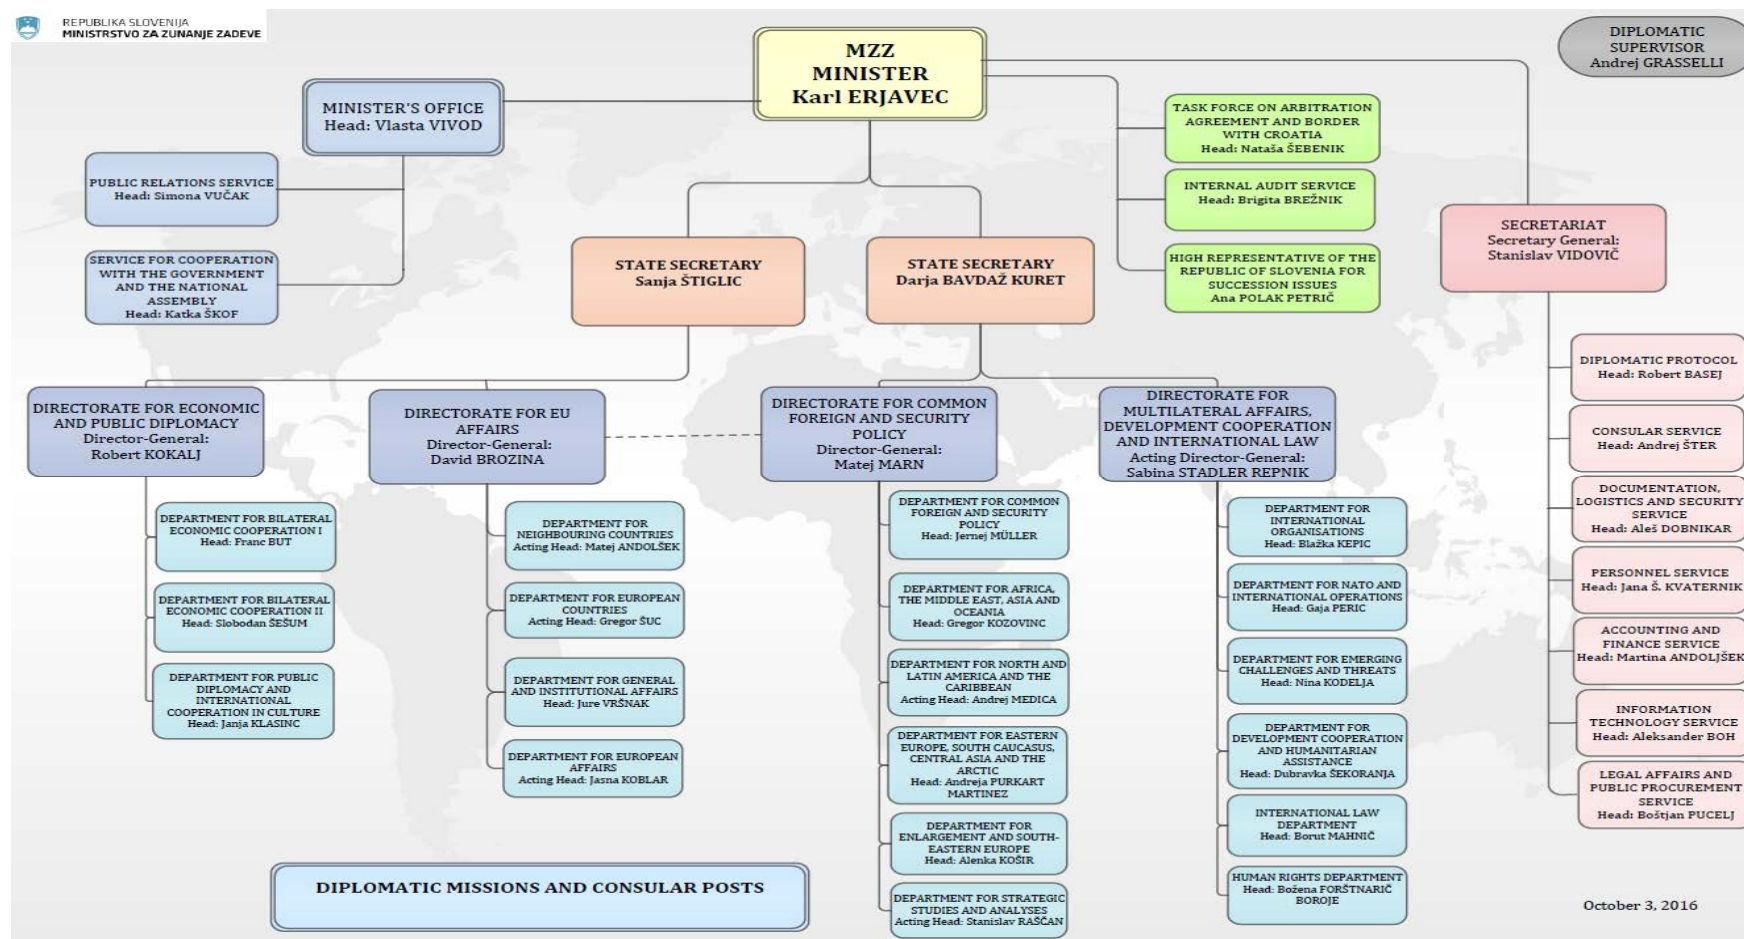 REPUBLIKA SLOVENIJA
MINISTRSTVO ZA ZUNANJE ZADEVE
MZZ
MINISTER
Karl ERJAVEC
DIPLOMATIC
SUPERVISOR
Andrej GRASSELLI
MINISTER'S OFFICE
Head: Vlasta VIVOD
PUBLIC RELATIONS SERVICE
Head: Simona VUČAK
SERVICE FOR COOPERATION
WITH THE GOVERNMENT
AND THE NATIONAL
ASSEMBLY
Head: Katka ŠKOF
TASK FORCE ON ARBITRATION
AGREEMENT AND BORDER
WITH CROATIA
Head: Nataša ŠEBENIK
INTERNAL AUDIT SERVICE
Head: Brigita BREŽNIK
HIGH REPRESENTATIVE OF THE
REPUBLIC OF SLOVENIA FOR
SUCCESSION ISSUES
Ana POLAK PETRIČ
STATE SECRETARY
Sanja ŠTIGLIC
STATE SECRETARY
Darja BAVDAŽ KURET
SECRETARIAT
Secretary General:
Stanislav VIDOVIČ
DIRECTORATE FOR ECONOMIC
AND PUBLIC DIPLOMACY
Director-General:
Robert KOKALJ
DEPARTMENT FOR BILATERAL
ECONOMIC COOPERATION I
Head: Franc BUT
DEPARTMENT FOR BILATERAL
ECONOMIC COOPERATION II
Head: Slobodan ŠEŠUM
DEPARTMENT FOR PUBLIC
DIPLOMACY AND
INTERNATIONAL
COOPERATION IN CULTURE
Head: Janja KLASINC
DIRECTORATE FOR EU
AFFAIRS
Director-General:
David BROZINA
DEPARTMENT FOR
NEIGHBOURING COUNTRIES
Acting Head: Matej ANDOLŠEK
DEPARTMENT FOR EUROPEAN
COUNTRIES
Acting Head: Gregor ŠUC
DEPARTMENT FOR GENERAL
AND INSTITUTIONAL AFFAIRS
Head: Jure VRŠNAK
DEPARTMENT FOR EUROPEAN
AFFAIRS
Acting Head: Jasna KOBLAR
DIRECTORATE FOR COMMON
FOREIGN AND SECURITY
POLICY
Director-General:
Matej MARN
DEPARTMENT FOR COMMON
FOREIGN AND SECURITY
POLICY
Head: Jernej MÜLLER
DEPARTMENT FOR AFRICA,
THE MIDDLE EAST, ASIA AND
OCEANIA
Head: Gregor KOZOVINC
DEPARTMENT FOR NORTH AND
LATIN AMERICA AND THE
CARIBBEAN
Acting Head: Andrej MEDICA
DEPARTMENT FOR EASTERN
EUROPE, SOUTH CAUCASUS,
CENTRAL ASIA AND THE
ARCTIC
Head: Andreja PURKART
MARTINEZ
DEPARTMENT FOR
ENLARGEMENT AND SOUTH-
EASTERN EUROPE
Head: Alenka KOŠIR
DEPARTMENT FOR STRATEGIC
STUDIES AND ANALYSES
Acting Head: Stanislav RAŠČAN
DIRECTORATE FOR
MULTILATERAL AFFAIRS,
DEVELOPMENT COOPERATION
AND INTERNATIONAL LAW
Acting Director-General:
Sabina STADLER REPNIK
DEPARTMENT FOR
INTERNATIONAL
ORGANISATIONS
Head: Blažka KEPIC
DEPARTMENT FOR NATO AND
INTERNATIONAL OPERATIONS
Head: Gaja PERIC
DEPARTMENT FOR EMERGING
CHALLENGES AND THREATS
Head: Nina KODELJA
DEPARTMENT FOR
DEVELOPMENT COOPERATION
AND HUMANITARIAN
ASSISTANCE
Head: Dubravka ŠEKORANJA
INTERNATIONAL LAW
DEPARTMENT
Head: Borut MAHNIČ
HUMAN RIGHTS DEPARTMENT
Head: Božena FORŠTNARIČ
BOROJE
DIPLOMATIC PROTOCOL
Head: Robert BASEJ
CONSULAR SERVICE
Head: Andrej ŠTER
DOCUMENTATION,
LOGISTICS AND SECURITY
SERVICE
Head: Aleš DOBNIKAR
PERSONNEL SERVICE
Head: Jana Š. KVATERNIK
ACCOUNTING AND
FINANCE SERVICE
Head: Martina ANDOLJŠEK
INFORMATION
TECHNOLOGY SERVICE
Head: Aleksander BOH
LEGAL AFFAIRS AND
PUBLIC PROCUREMENT
SERVICE
Head: Boštjan PUCELJ
DIPLOMATIC MISSIONS AND CONSULAR POSTS
October 3, 2016